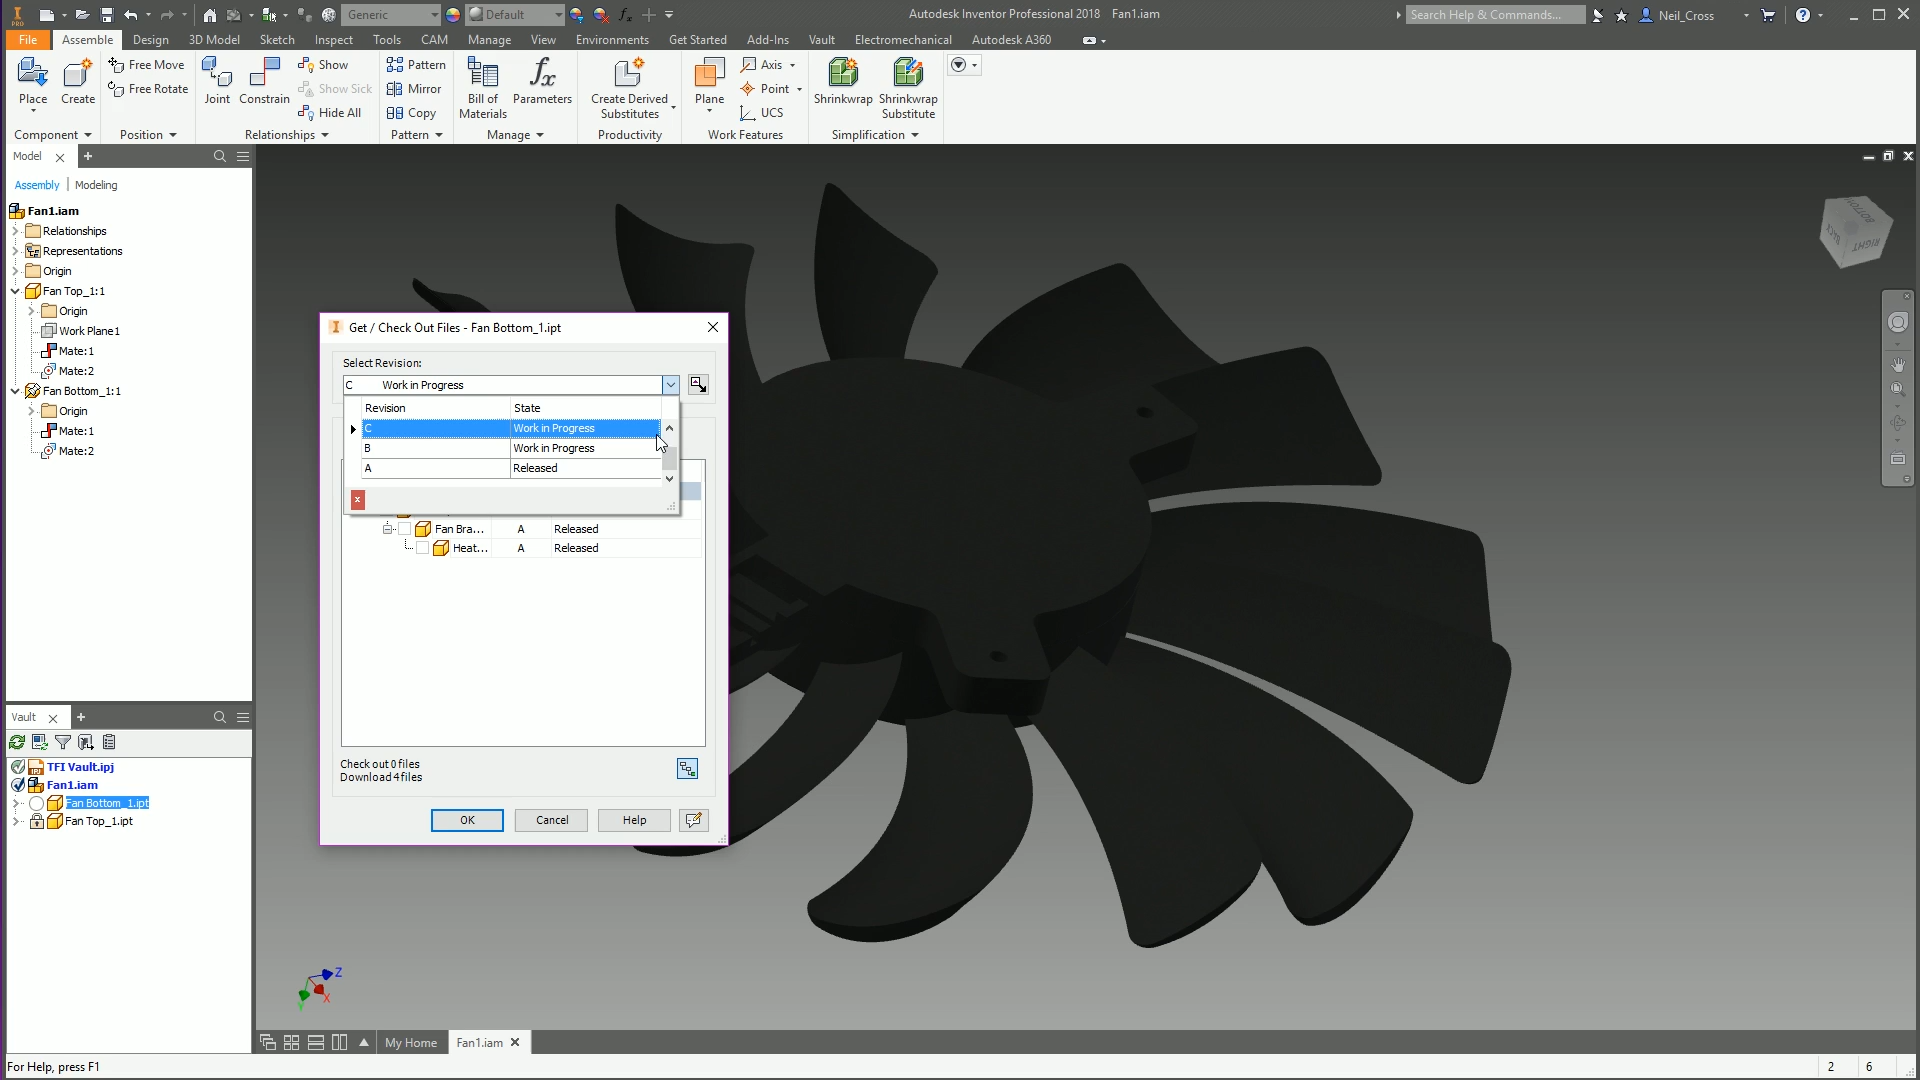 PRO
Generic
Default
Autodesk Inventor Professional 2018 Fan1.iam
Search Help & Commands...
Neil_Cross
File Assemble Design 3D Model Sketch Inspect Tools CAM Manage View Environments Get Started Add-Ins Vault Electromechanical Autodesk A360
Place
Create
Component
Free Move
Free Rotate
Position
Joint
Constrain
Show
Show Sick
Hide All
Relationships
Pattern
Mirror
Copy
Pattern
Bill of
Materials
Parameters
Manage
Create Derived
Substitutes
Productivity
Plane
Axis
Point
UCS
Work Features
Shrinkwrap
Shrinkwrap
Substitute
Simplification
Model
Assembly | Modeling
Fan1.iam
Relationships
Representations
Origin
Fan Top_1:1
Origin
Work Plane1
Mate:1
Mate:2
Fan Bottom_1:1
Origin
Mate:1
Mate:2
Vault
TFI Vault.ipj
Fan1.iam
Fan Bottom_1.ipt
Fan Top_1.ipt
Get / Check Out Files - Fan Bottom_1.ipt
Select Revision:
C Work in Progress
Revision State
C Work in Progress
B Work in Progress
A Released
Fan Bra... A Released
Heat... A Released
Check out 0 files
Download 4 files
OK Cancel Help
BOTTOM
BACK
RIGHT
Z
X
Y
My Home Fan1.iam
For Help, press F1
2 6